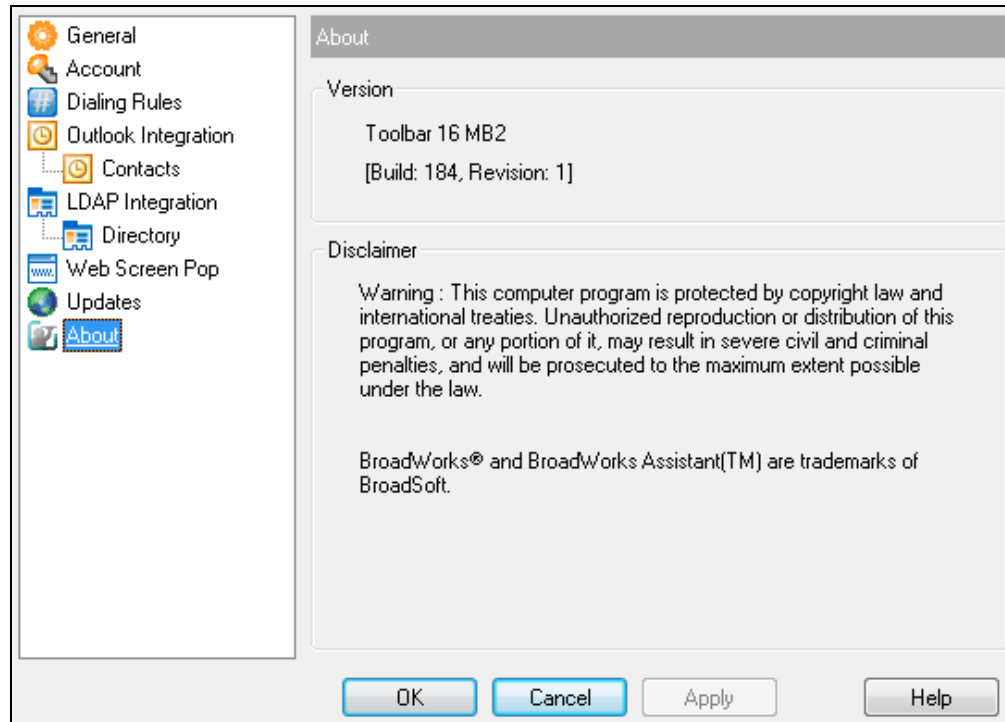 General
Account
Dialing Rules
Outlook Integration
Contacts
LDAP Integration
Directory
www.
Web Screen Pop
Updates
About
About
Version
Toolbar 16 MB2
[Build: 184, Revision: 1]
Disclaimer
Warning : This computer program is protected by copyright law and
international treaties. Unauthorized reproduction or distribution of this
program, or any portion of it, may result in severe civil and criminal
penalties, and will be prosecuted to the maximum extent possible
under the law.
BroadWorks® and BroadWorks Assistant(TM) are trademarks of
BroadSoft.
OK
Cancel
Apply
Help